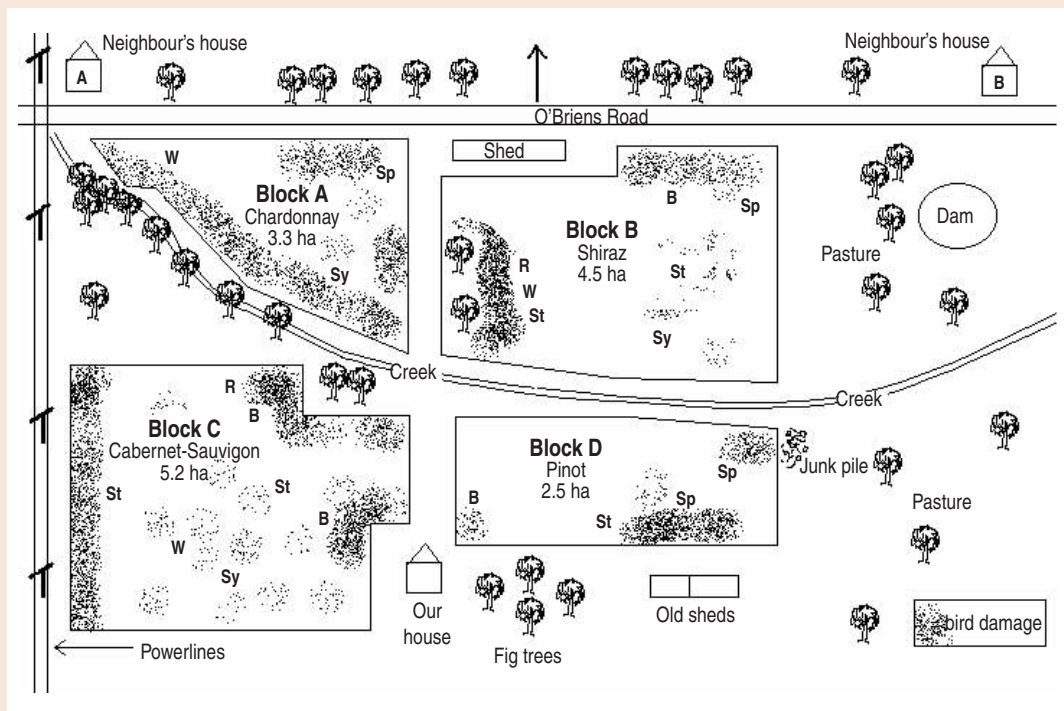 Neighbour's house
A
Neighbour's house
B
O'Briens Road
Shed
W
Sp
Block A
Chardonnay
3.3 ha
Sy
B
Sp
Block B
Shiraz
4.5 ha
R
W
St
St
Sy
Dam
Pasture
Creek
Creek
R
B
Block C
Cabernet-Sauvigon
5.2 ha
St
St
B
W
Sy
Block D
Pinot
2.5 ha
Sp
Sp
B
St
Junk pile
Pasture
Our
house
Fig trees
Old sheds
bird damage
Powerlines